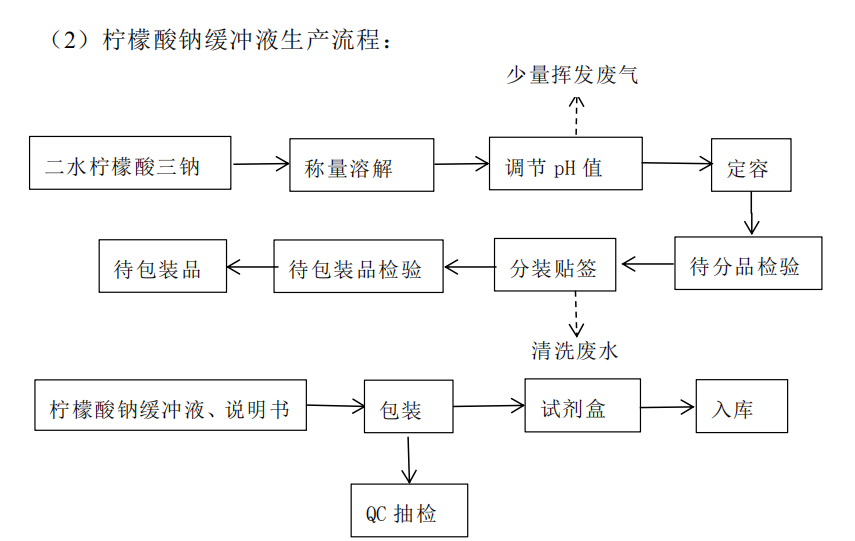 （2）柠檬酸钠缓冲液生产流程：
少量挥发废气
二水柠檬酸三钠
称量溶解
调节 pH 值
定容
待包装品
待包装品检验
分装贴签
待分品检验
清洗废水
柠檬酸钠缓冲液、说明书
包装
试剂盒
入库
QC 抽检